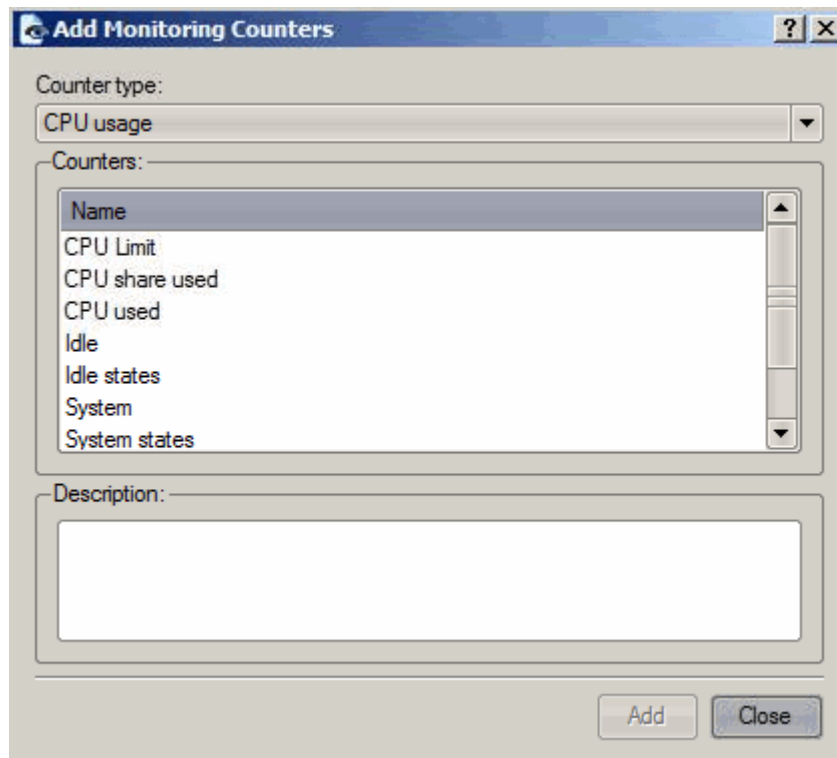 Add Monitoring Counters
Counter type:
CPU usage
Counters:
Name
CPU Limit
CPU share used
CPU used
Idle
Idle states
System
System states
Description:
Add
Close